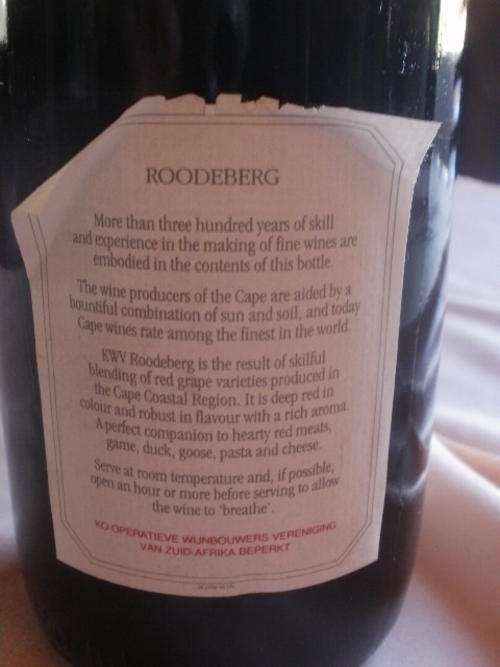 ROODEBERG
More than three hundred years of skill
and experience in the making of fine wines are
embodied in the contents of this bottle.
The wine producers of the Cape are aided by a
bountiful combination of sun and soil, and today
Cape wines rate among the finest in the world.
KWV Roodeberg is the result of skilful
blending of red grape varieties produced in
the Cape Coastal Region. It is deep red in
colour and robust in flavour with a rich aroma.
A perfect companion to hearty red meats,
game, duck, goose, pasta and cheese.
Serve at room temperature and, if possible,
open an hour or more before serving to allow
the wine to 'breathe'.
KO-OPERATIEVE WIJNBOUWERS VERENIGING
VAN ZUID-AFRIKA BEPERKT